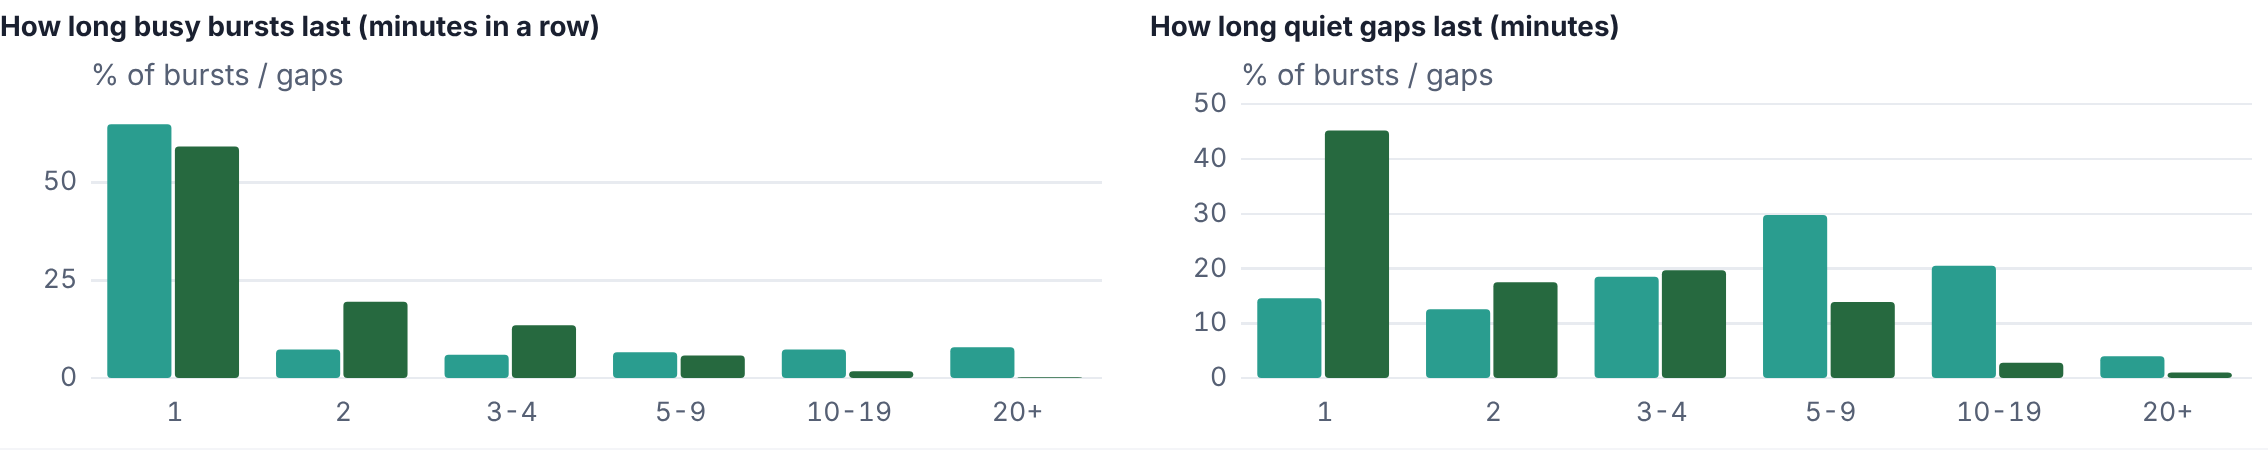 How long busy bursts last (minutes in a row)
% of bursts / gaps
50
25
0
1 2 3-4 5-9 10-19 20+
How long quiet gaps last (minutes)
% of bursts / gaps
50
40
30
20
10
0
1 2 3-4 5-9 10-19 20+